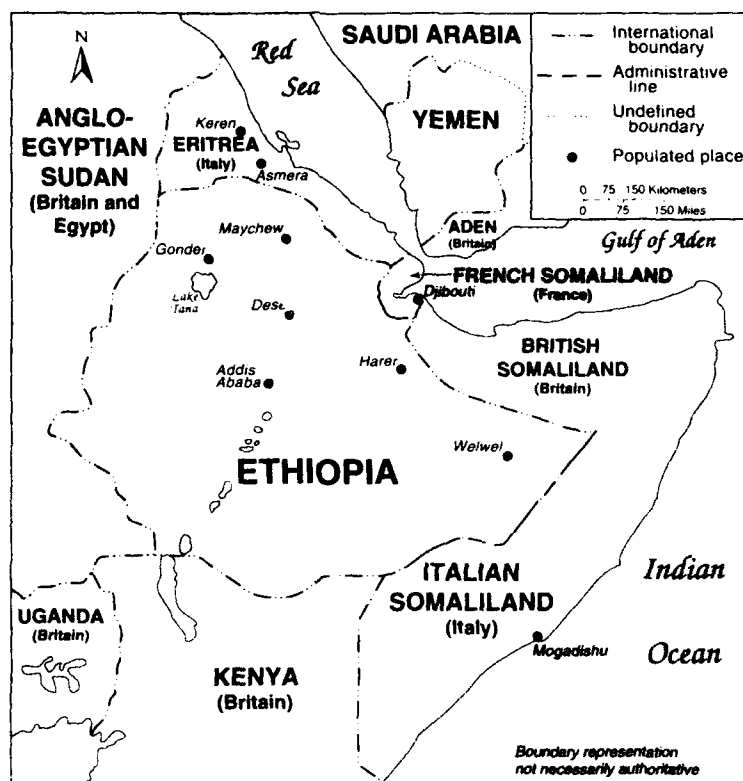 N
Red
Sea
SAUDI ARABIA
International
boundary
Administrative
line
Undefined
boundary
Populated place
0 75 150 Kilometers
0 75 150 Miles
ANGLO-
EGYPTIAN
SUDAN
(Britain and
Egypt)
Keren
ERITREA
(Italy)
Asmera
YEMEN
ADEN
(Britain)
Gulf of Aden
Maychew
Gonder
Lake
Tana
Dese
FRENCH SOMALILAND
(France)
Djibouti
BRITISH
SOMALILAND
(Britain)
Harer
Addis
Ababa
Welwel
ETHIOPIA
ITALIAN
SOMALILAND
(Italy)
Indian
Ocean
Mogadishu
UGANDA
(Britain)
KENYA
(Britain)
Boundary representation
not necessarily authoritative